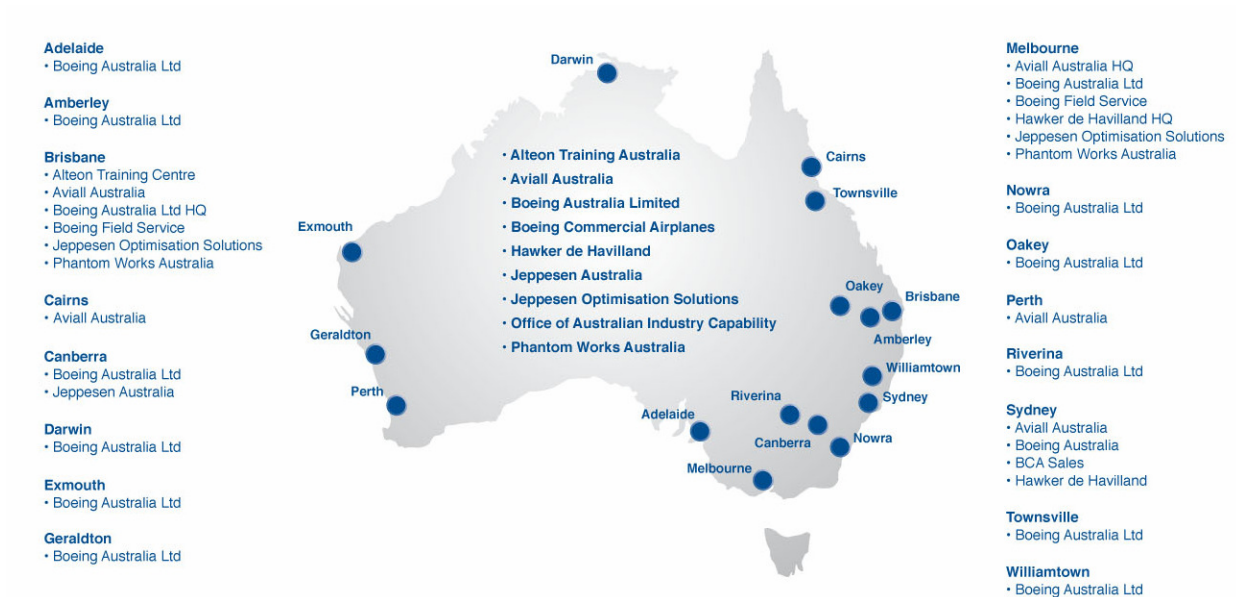 Adelaide
• Boeing Australia Ltd
Amberley
• Boeing Australia Ltd
Brisbane
• Alteon Training Centre
• Aviall Australia
• Boeing Australia Ltd HQ
• Boeing Field Service
• Jeppesen Optimisation Solutions
• Phantom Works Australia
Cairns
• Aviall Australia
Canberra
• Boeing Australia Ltd
• Jeppesen Australia
Darwin
• Boeing Australia Ltd
Exmouth
• Boeing Australia Ltd
Geraldton
• Boeing Australia Ltd
Darwin
Cairns
Townsville
Exmouth
Geraldton
Perth
• Alteon Training Australia
• Aviall Australia
• Boeing Australia Limited
• Boeing Commercial Airplanes
• Hawker de Havilland
• Jeppesen Australia
• Jeppesen Optimisation Solutions
• Office of Australian Industry Capability
• Phantom Works Australia
Oakey
Brisbane
Amberley
Williamtown
Sydney
Riverina
Adelaide
Canberra
Nowra
Melbourne
Melbourne
• Aviall Australia HQ
• Boeing Australia Ltd
• Boeing Field Service
• Hawker de Havilland HQ
• Jeppesen Optimisation Solutions
• Phantom Works Australia
Nowra
• Boeing Australia Ltd
Oakey
• Boeing Australia Ltd
Perth
• Aviall Australia
Riverina
• Boeing Australia Ltd
Sydney
• Aviall Australia
• Boeing Australia
• BCA Sales
• Hawker de Havilland
Townsville
• Boeing Australia Ltd
Williamtown
• Boeing Australia Ltd